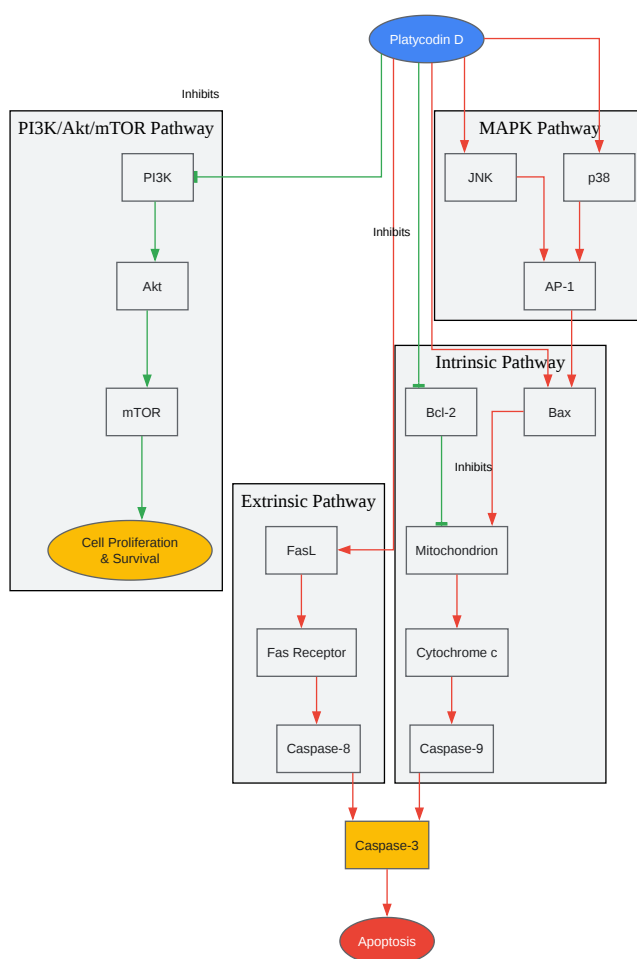 Platycodin D
Inhibits
PI3K/Akt/mTOR Pathway
MAPK Pathway
PI3K
JNK
p38
Inhibits
Akt
AP-1
Intrinsic Pathway
mTOR
Bcl-2
Bax
Inhibits
Extrinsic Pathway
Cell Proliferation
& Survival
FasL
Mitochondrion
Fas Receptor
Cytochrome c
Caspase-8
Caspase-9
Caspase-3
Apoptosis